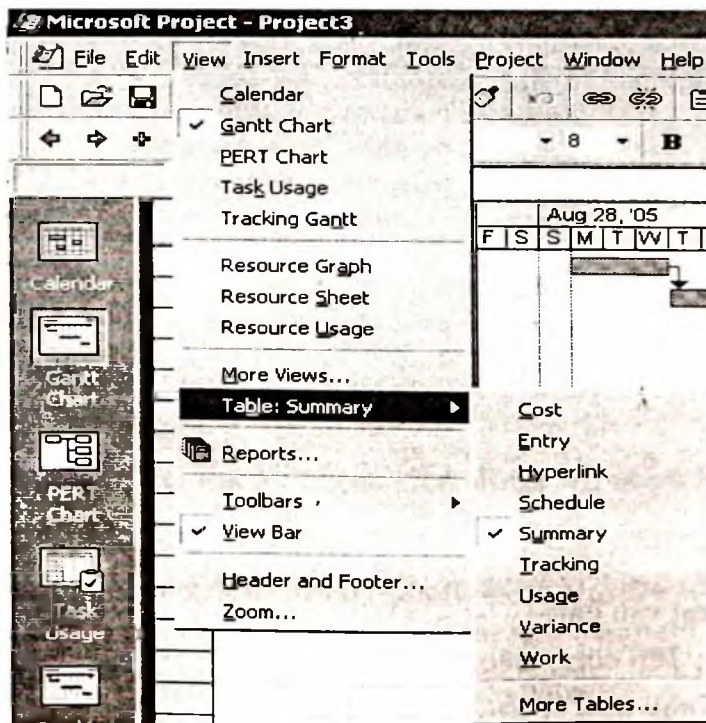 Microsoft Project - Project3
File Edit View Insert Format Tools Project Window Help
Calendar
Gantt Chart
PERT Chart
Task Usage
Tracking Gantt
Resource Graph
Resource Sheet
Resource Usage
More Views...
Table: Summary
Reports...
Toolbars
View Bar
Header and Footer...
Zoom...
Cost
Entry
Hyperlink
Schedule
Summary
Tracking
Usage
Variance
Work
More Tables...
8 B
Aug 28, '05
F S S M T W T
Calendar
Gantt
Chart
PERT
Chart
Task
Usage